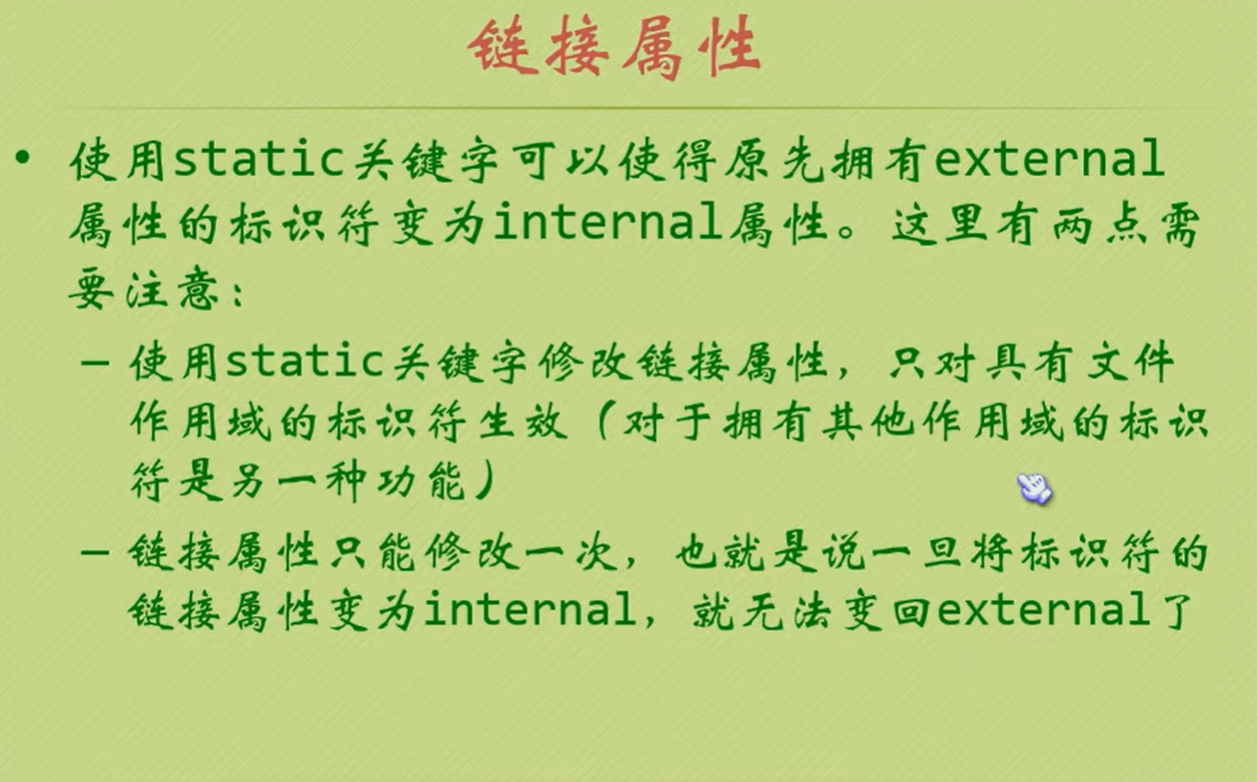 链接属性
• 使用static关键字可以使得原先拥有external
属性的标识符变为internal属性。这里有两点需
要注意:
– 使用static关键字修改链接属性，只对具有文件
作用域的标识符生效（对于拥有其他作用域的标识
符是另一种功能）
– 链接属性只能修改一次，也就是说一旦将标识符的
链接属性变为internal，就无法变回external了